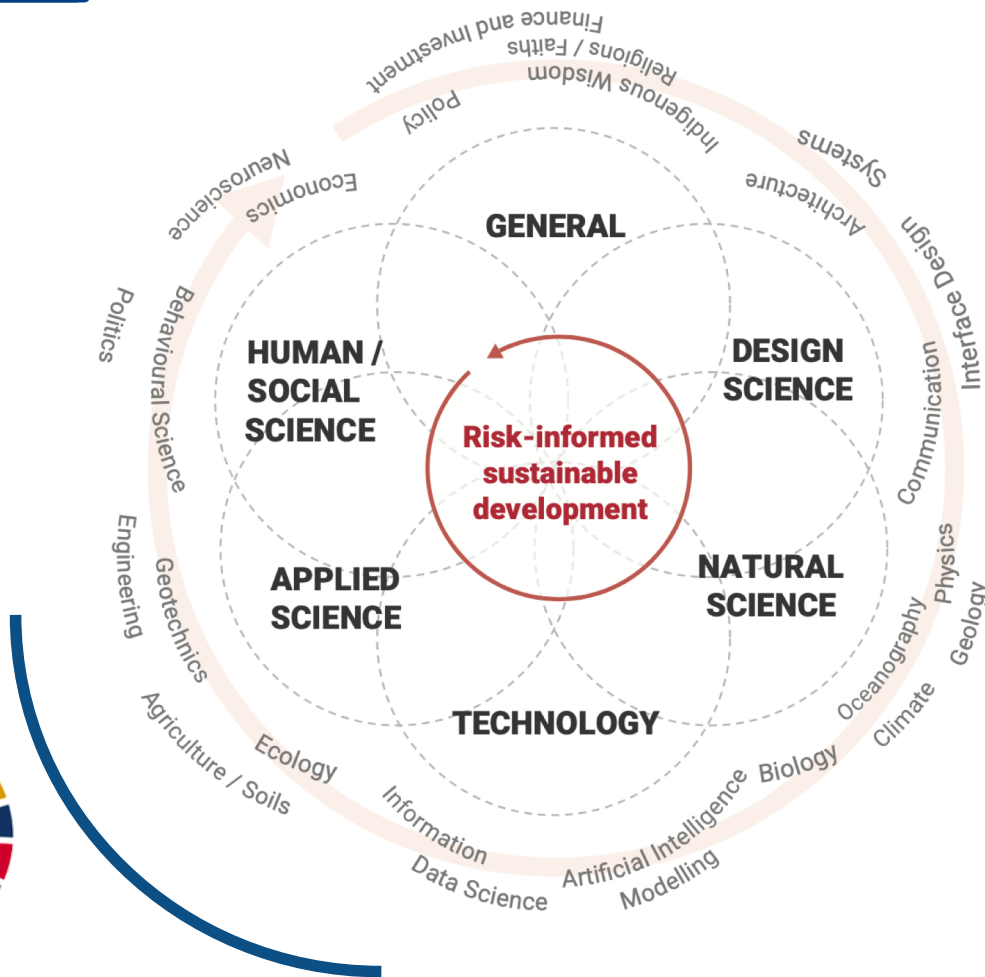 Finance and Investment
Religions / Faiths
Indigenous Wisdom
Policy
Systems
Architecture
Interface Design
Communication
Neuroscience
Economics
Politics
Behavioural Science
GENERAL
HUMAN /
SOCIAL
SCIENCE
DESIGN
SCIENCE
Risk-informed
sustainable
development
APPLIED
SCIENCE
NATURAL
SCIENCE
TECHNOLOGY
Engineering
Geotechnics
Agriculture / Soils
Ecology
Information
Data Science
Artificial Intelligence
Modelling
Biology
Climate
Oceanography
Physics
Geology